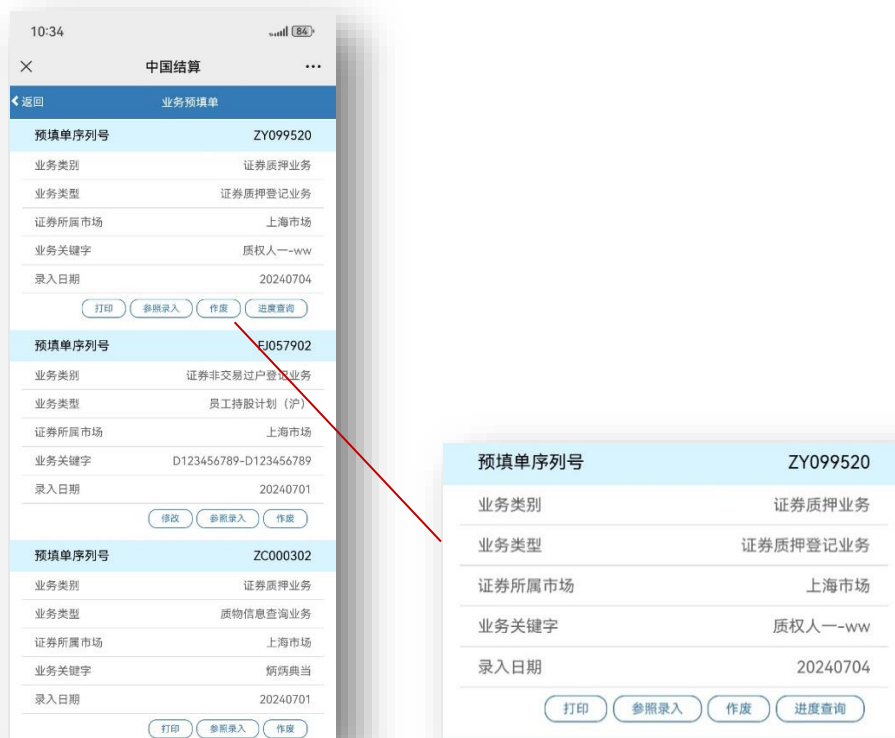 10:34 84
中国结算 ...
返回 业务预填单
预填单序列号 ZY099520
业务类别 证券质押业务
业务类型 证券质押登记业务
证券所属市场 上海市场
业务关键字 质权人一-ww
录入日期 20240704
打印 参照录入 作废 进度查询
预填单序列号 FJ057902
业务类别 证券非交易过户登记业务
业务类型 员工持股计划（沪）
证券所属市场 上海市场
业务关键字 D123456789-D123456789
录入日期 20240701
修改 参照录入 作废
预填单序列号 ZC000302
业务类别 证券质押业务
业务类型 质物信息查询业务
证券所属市场 上海市场
业务关键字 炳炳典当
录入日期 20240701
打印 参照录入 作废
预填单序列号 ZY099520
业务类别 证券质押业务
业务类型 证券质押登记业务
证券所属市场 上海市场
业务关键字 质权人一-ww
录入日期 20240704
打印 参照录入 作废 进度查询